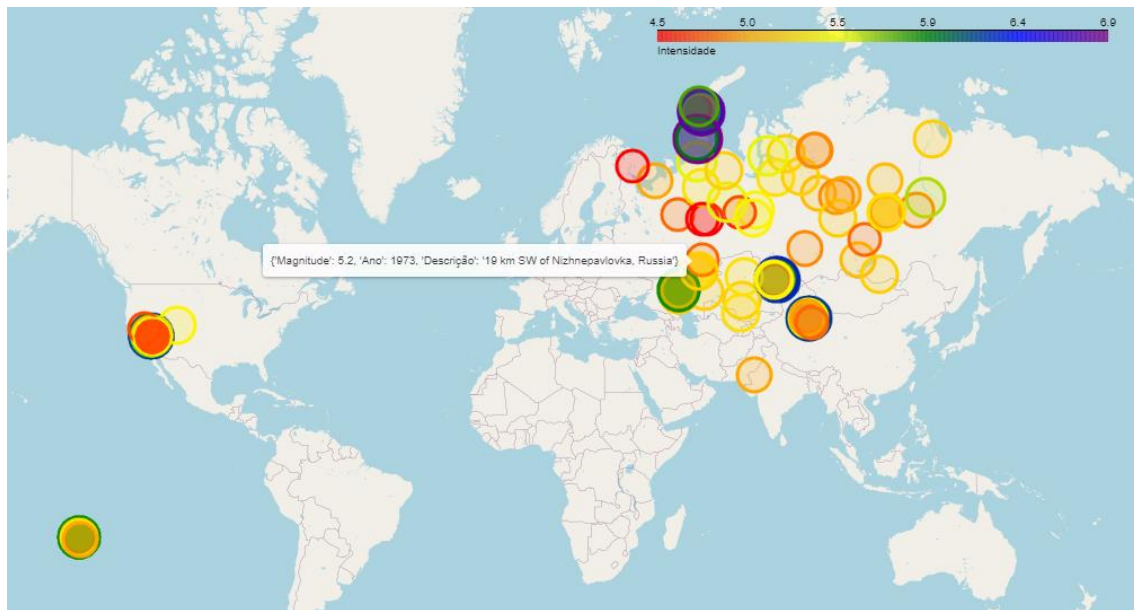 4.5 5.0 5.5 5.9 6.4 6.9
Intensidade
{'Magnitude': 5.2, 'Ano': 1973, 'Descrição': '19 km SW of Nizhnepavlovka, Russia'}